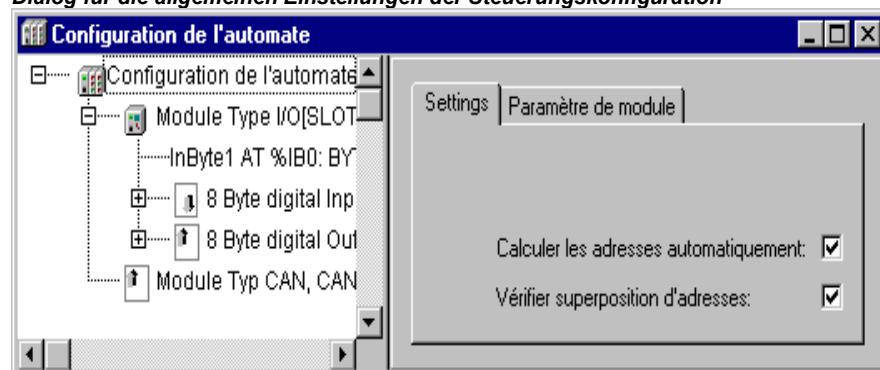 Dialog für die allgemeinen Einstellungen der Steuerungskonfiguration
Configuration de l'automate
Configuration de l'automate
Module Type I/O[SLOT
InByte1 AT %IB0: BY
8 Byte digital Inp
8 Byte digital Out
Module Typ CAN, CAN
Settings
Paramètre de module
Calculer les adresses automatiquement:
Vérifier superposition d'adresses: